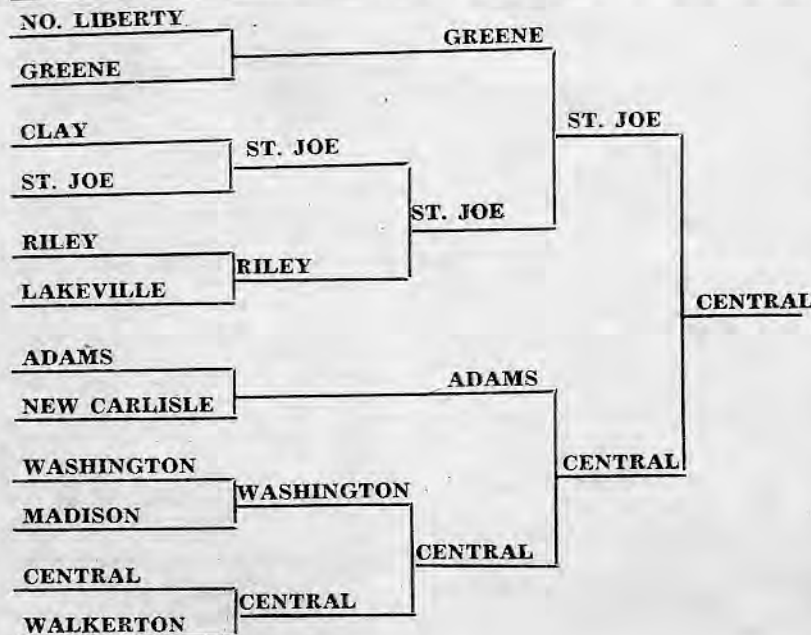 NO. LIBERTY
GREENE
GREENE
CLAY
ST. JOE
ST. JOE
RILEY
LAKEVILLE
RILEY
ST. JOE
ST. JOE
ADAMS
NEW CARLISLE
ADAMS
WASHINGTON
MADISON
WASHINGTON
CENTRAL
WALKERTON
CENTRAL
CENTRAL
CENTRAL
CENTRAL